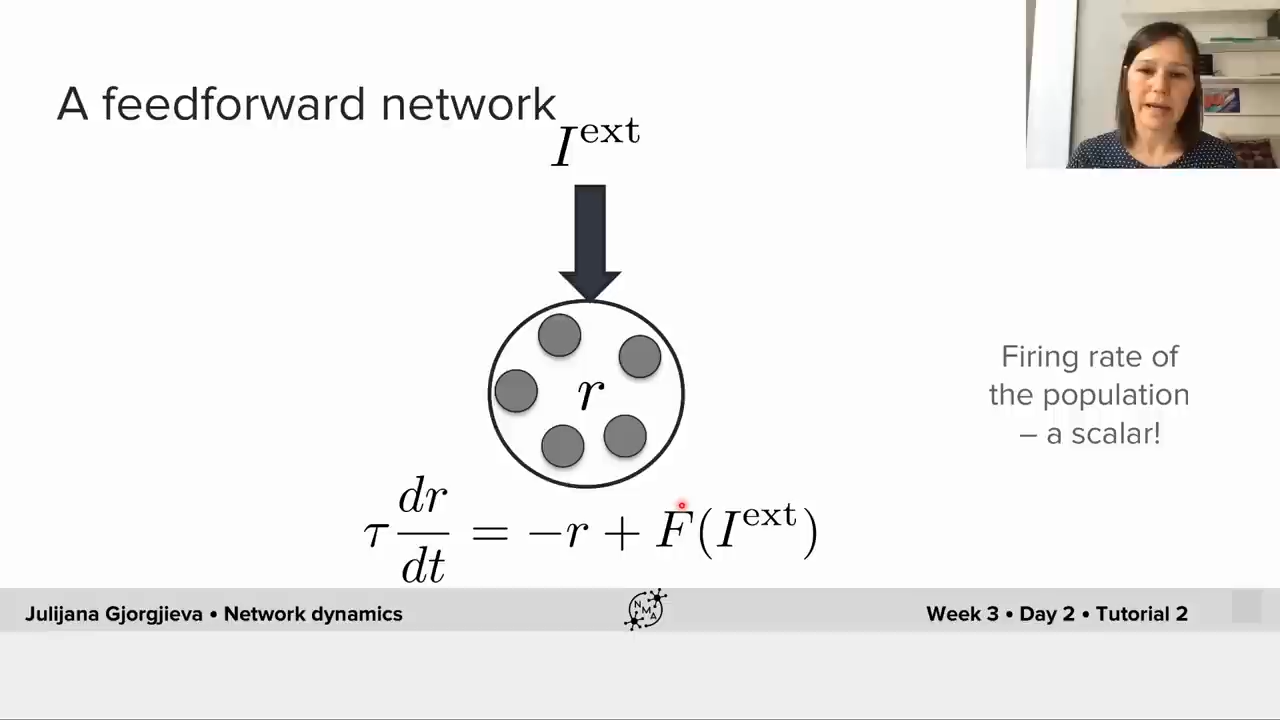 A feedforward network
I^ext
r
Firing rate of
the population
– a scalar!
τ dr/dt = −r + F(I^ext)
Julijana Gjorgjieva • Network dynamics
NMA
Week 3 • Day 2 • Tutorial 2